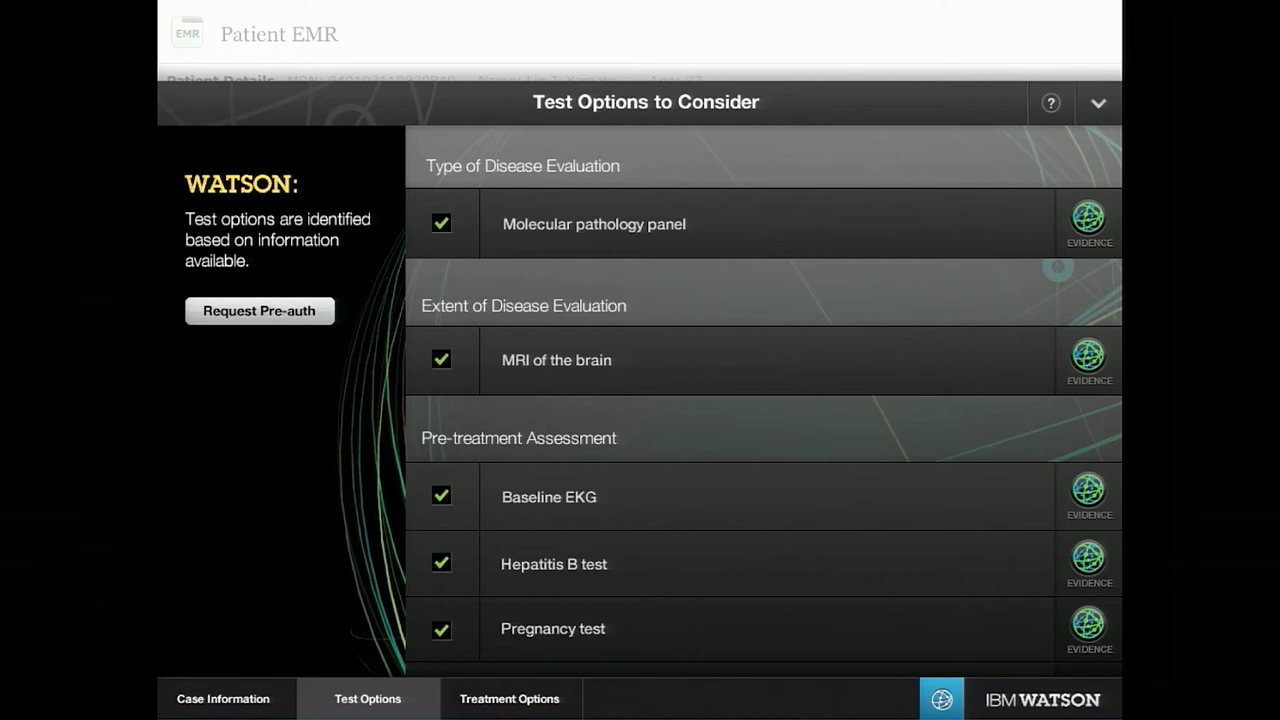 EMR Patient EMR
Patient Details
Test Options to Consider ?
WATSON:
Test options are identified
based on information
available.
Request Pre-auth
Type of Disease Evaluation
Molecular pathology panel
EVIDENCE
Extent of Disease Evaluation
MRI of the brain
EVIDENCE
Pre-treatment Assessment
Baseline EKG
EVIDENCE
Hepatitis B test
EVIDENCE
Pregnancy test
EVIDENCE
Case Information Test Options Treatment Options IBM WATSON